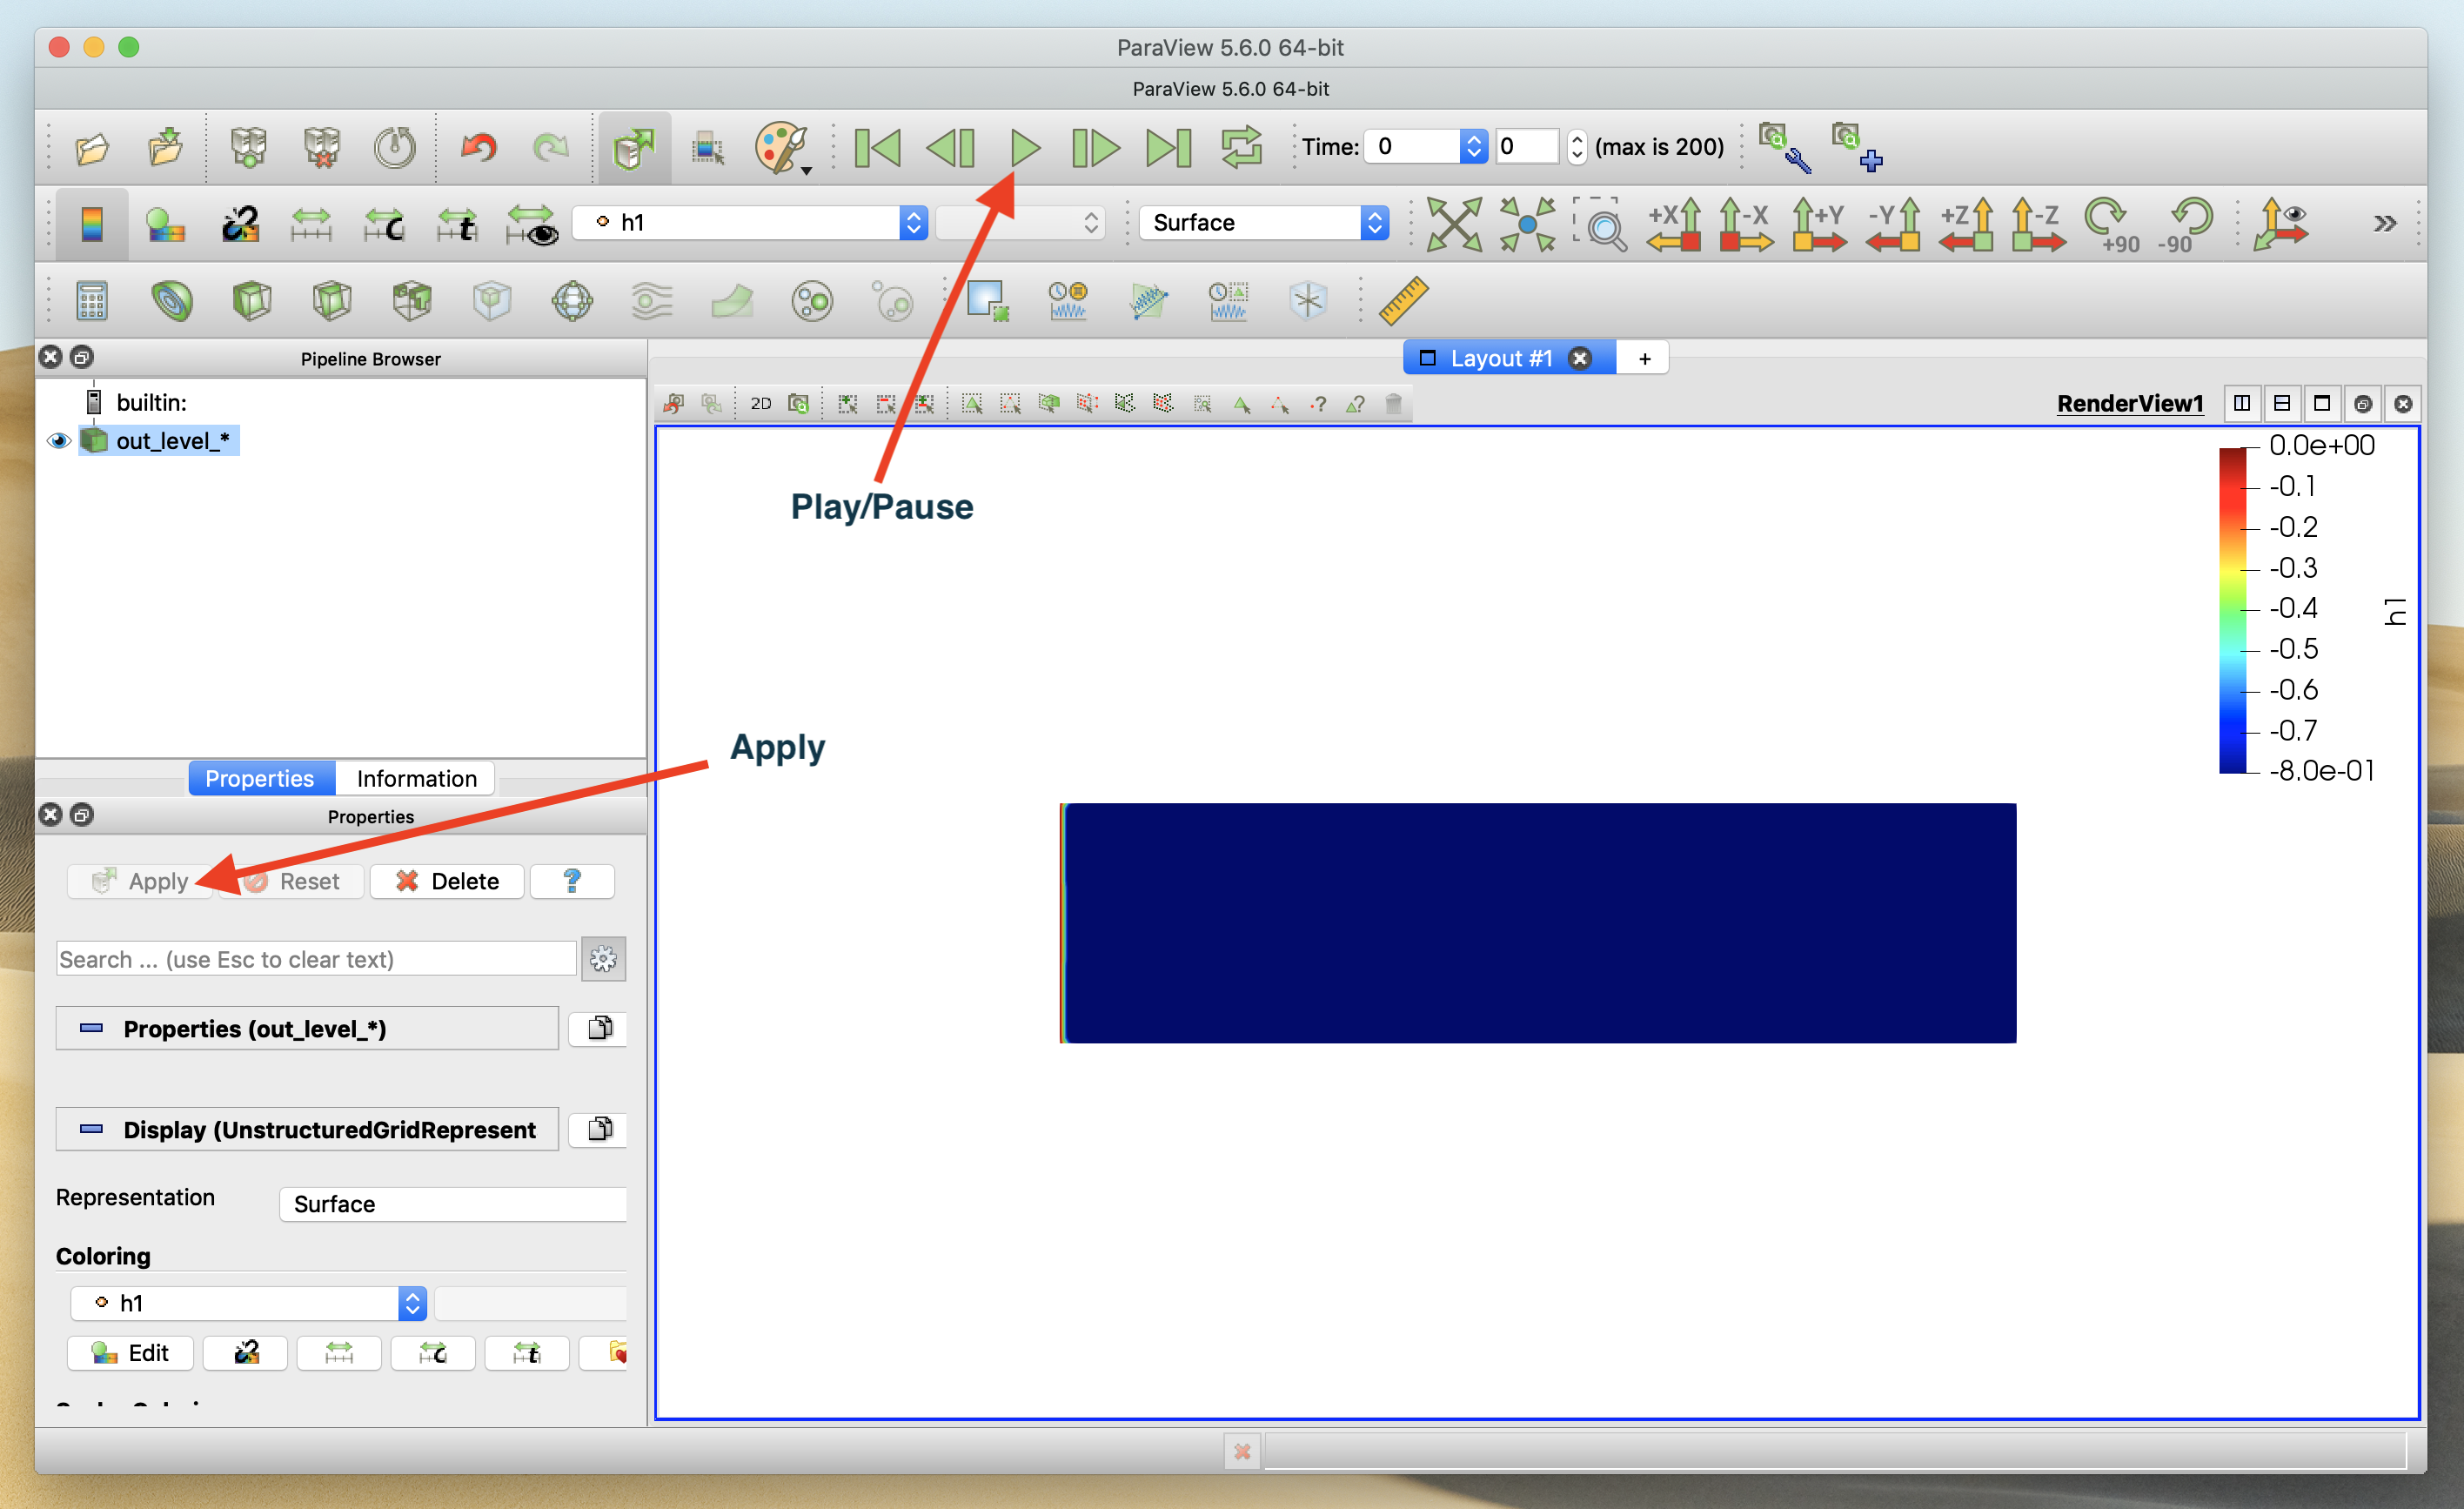 ParaView 5.6.0 64-bit
ParaView 5.6.0 64-bit
Time: 0 0 (max is 200)
h1 Surface +X -X +Y -Y +Z -Z +90 -90
Pipeline Browser
Layout #1 +
builtin:
2D
RenderView1
out_level_*
Play/Pause
Apply
0.0e+00
-0.1
-0.2
-0.3
-0.4
-0.5
-0.6
-0.7
-8.0e-01
h1
Properties Information
Properties
Apply Reset Delete ?
Search ... (use Esc to clear text)
Properties (out_level_*)
Display (UnstructuredGridRepresent
Representation Surface
Coloring
h1
Edit